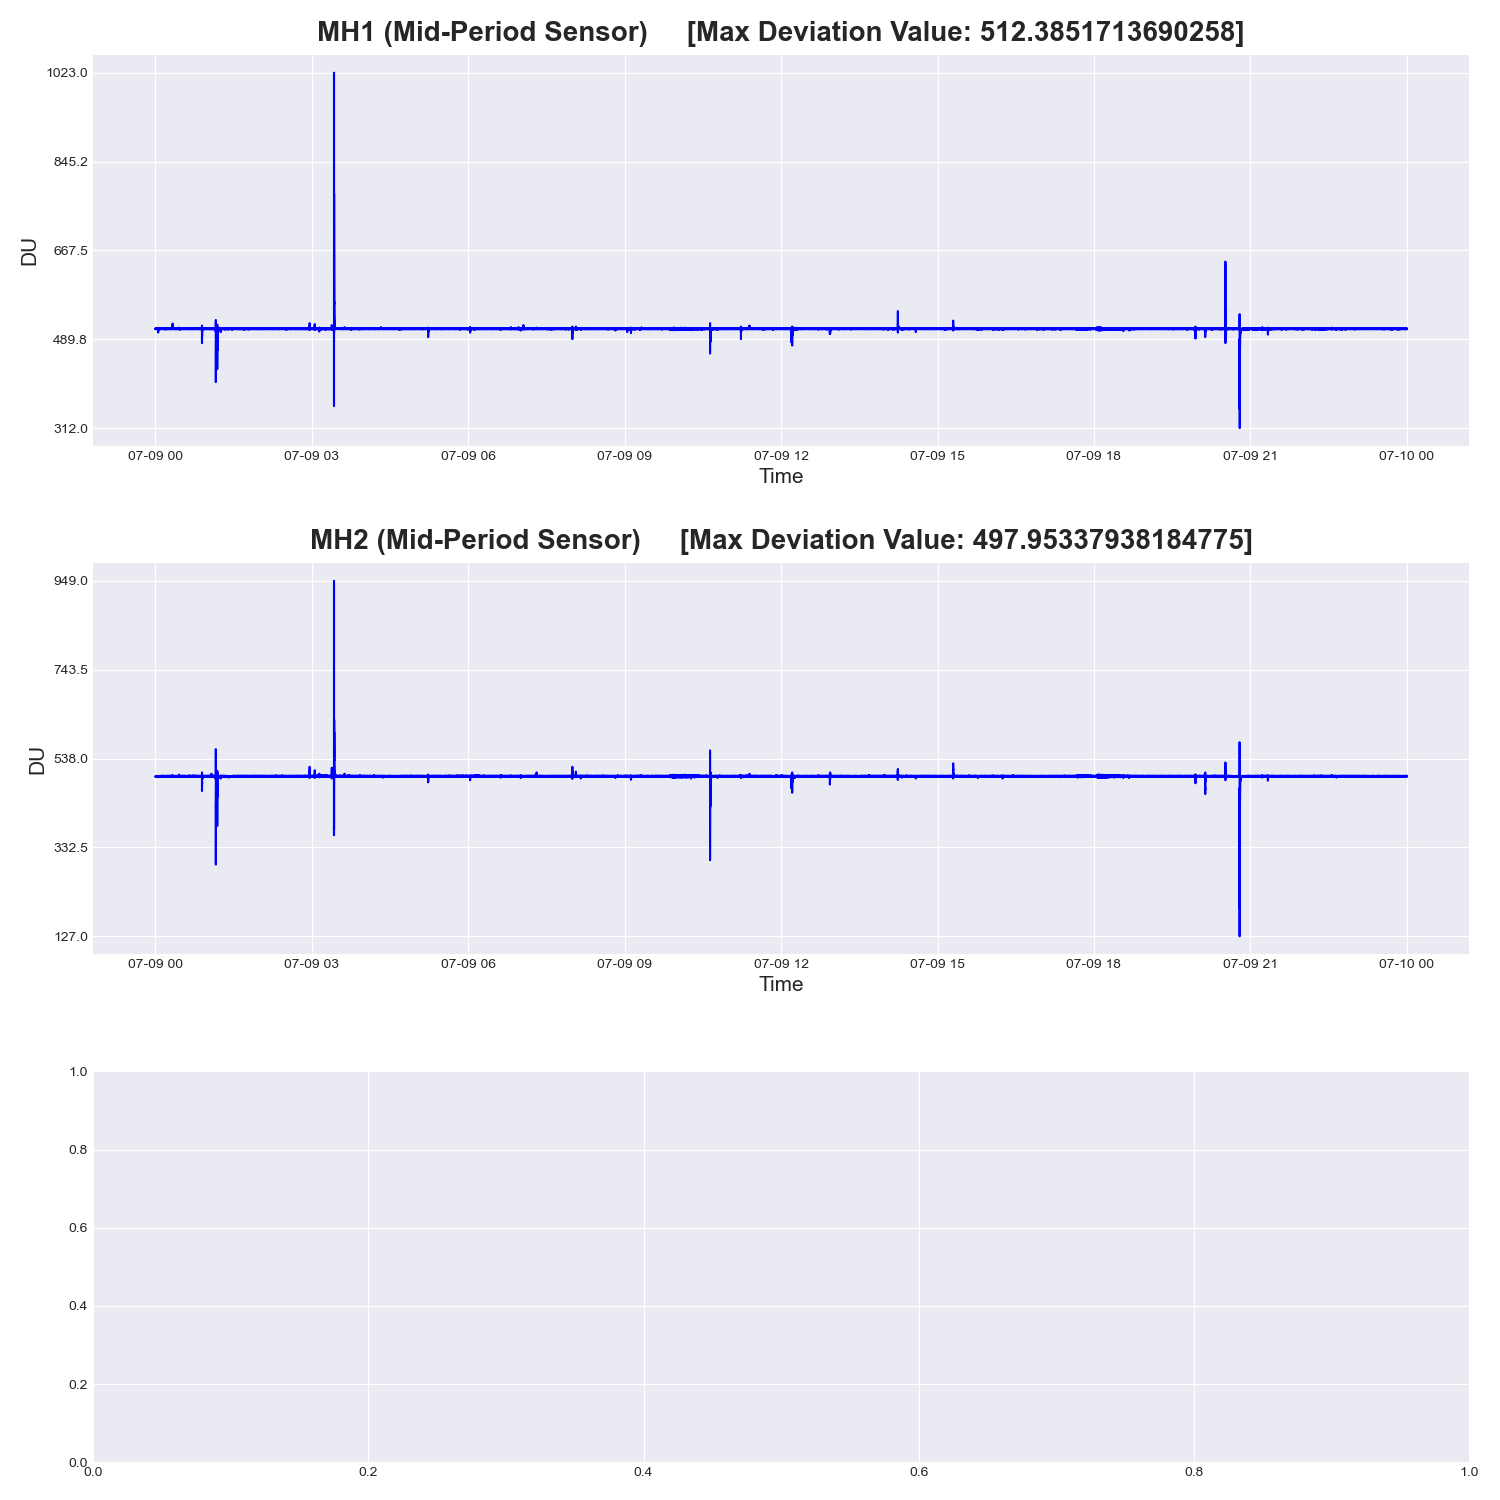 MH1 (Mid-Period Sensor) [Max Deviation Value: 512.3851713690258]
1023.0
845.2
667.5
489.8
312.0
DU
07-09 00 07-09 03 07-09 06 07-09 09 07-09 12 07-09 15 07-09 18 07-09 21 07-10 00
Time
MH2 (Mid-Period Sensor) [Max Deviation Value: 497.95337938184775]
949.0
743.5
538.0
332.5
127.0
DU
07-09 00 07-09 03 07-09 06 07-09 09 07-09 12 07-09 15 07-09 18 07-09 21 07-10 00
Time
1.0
0.8
0.6
0.4
0.2
0.0
0.0 0.2 0.4 0.6 0.8 1.0